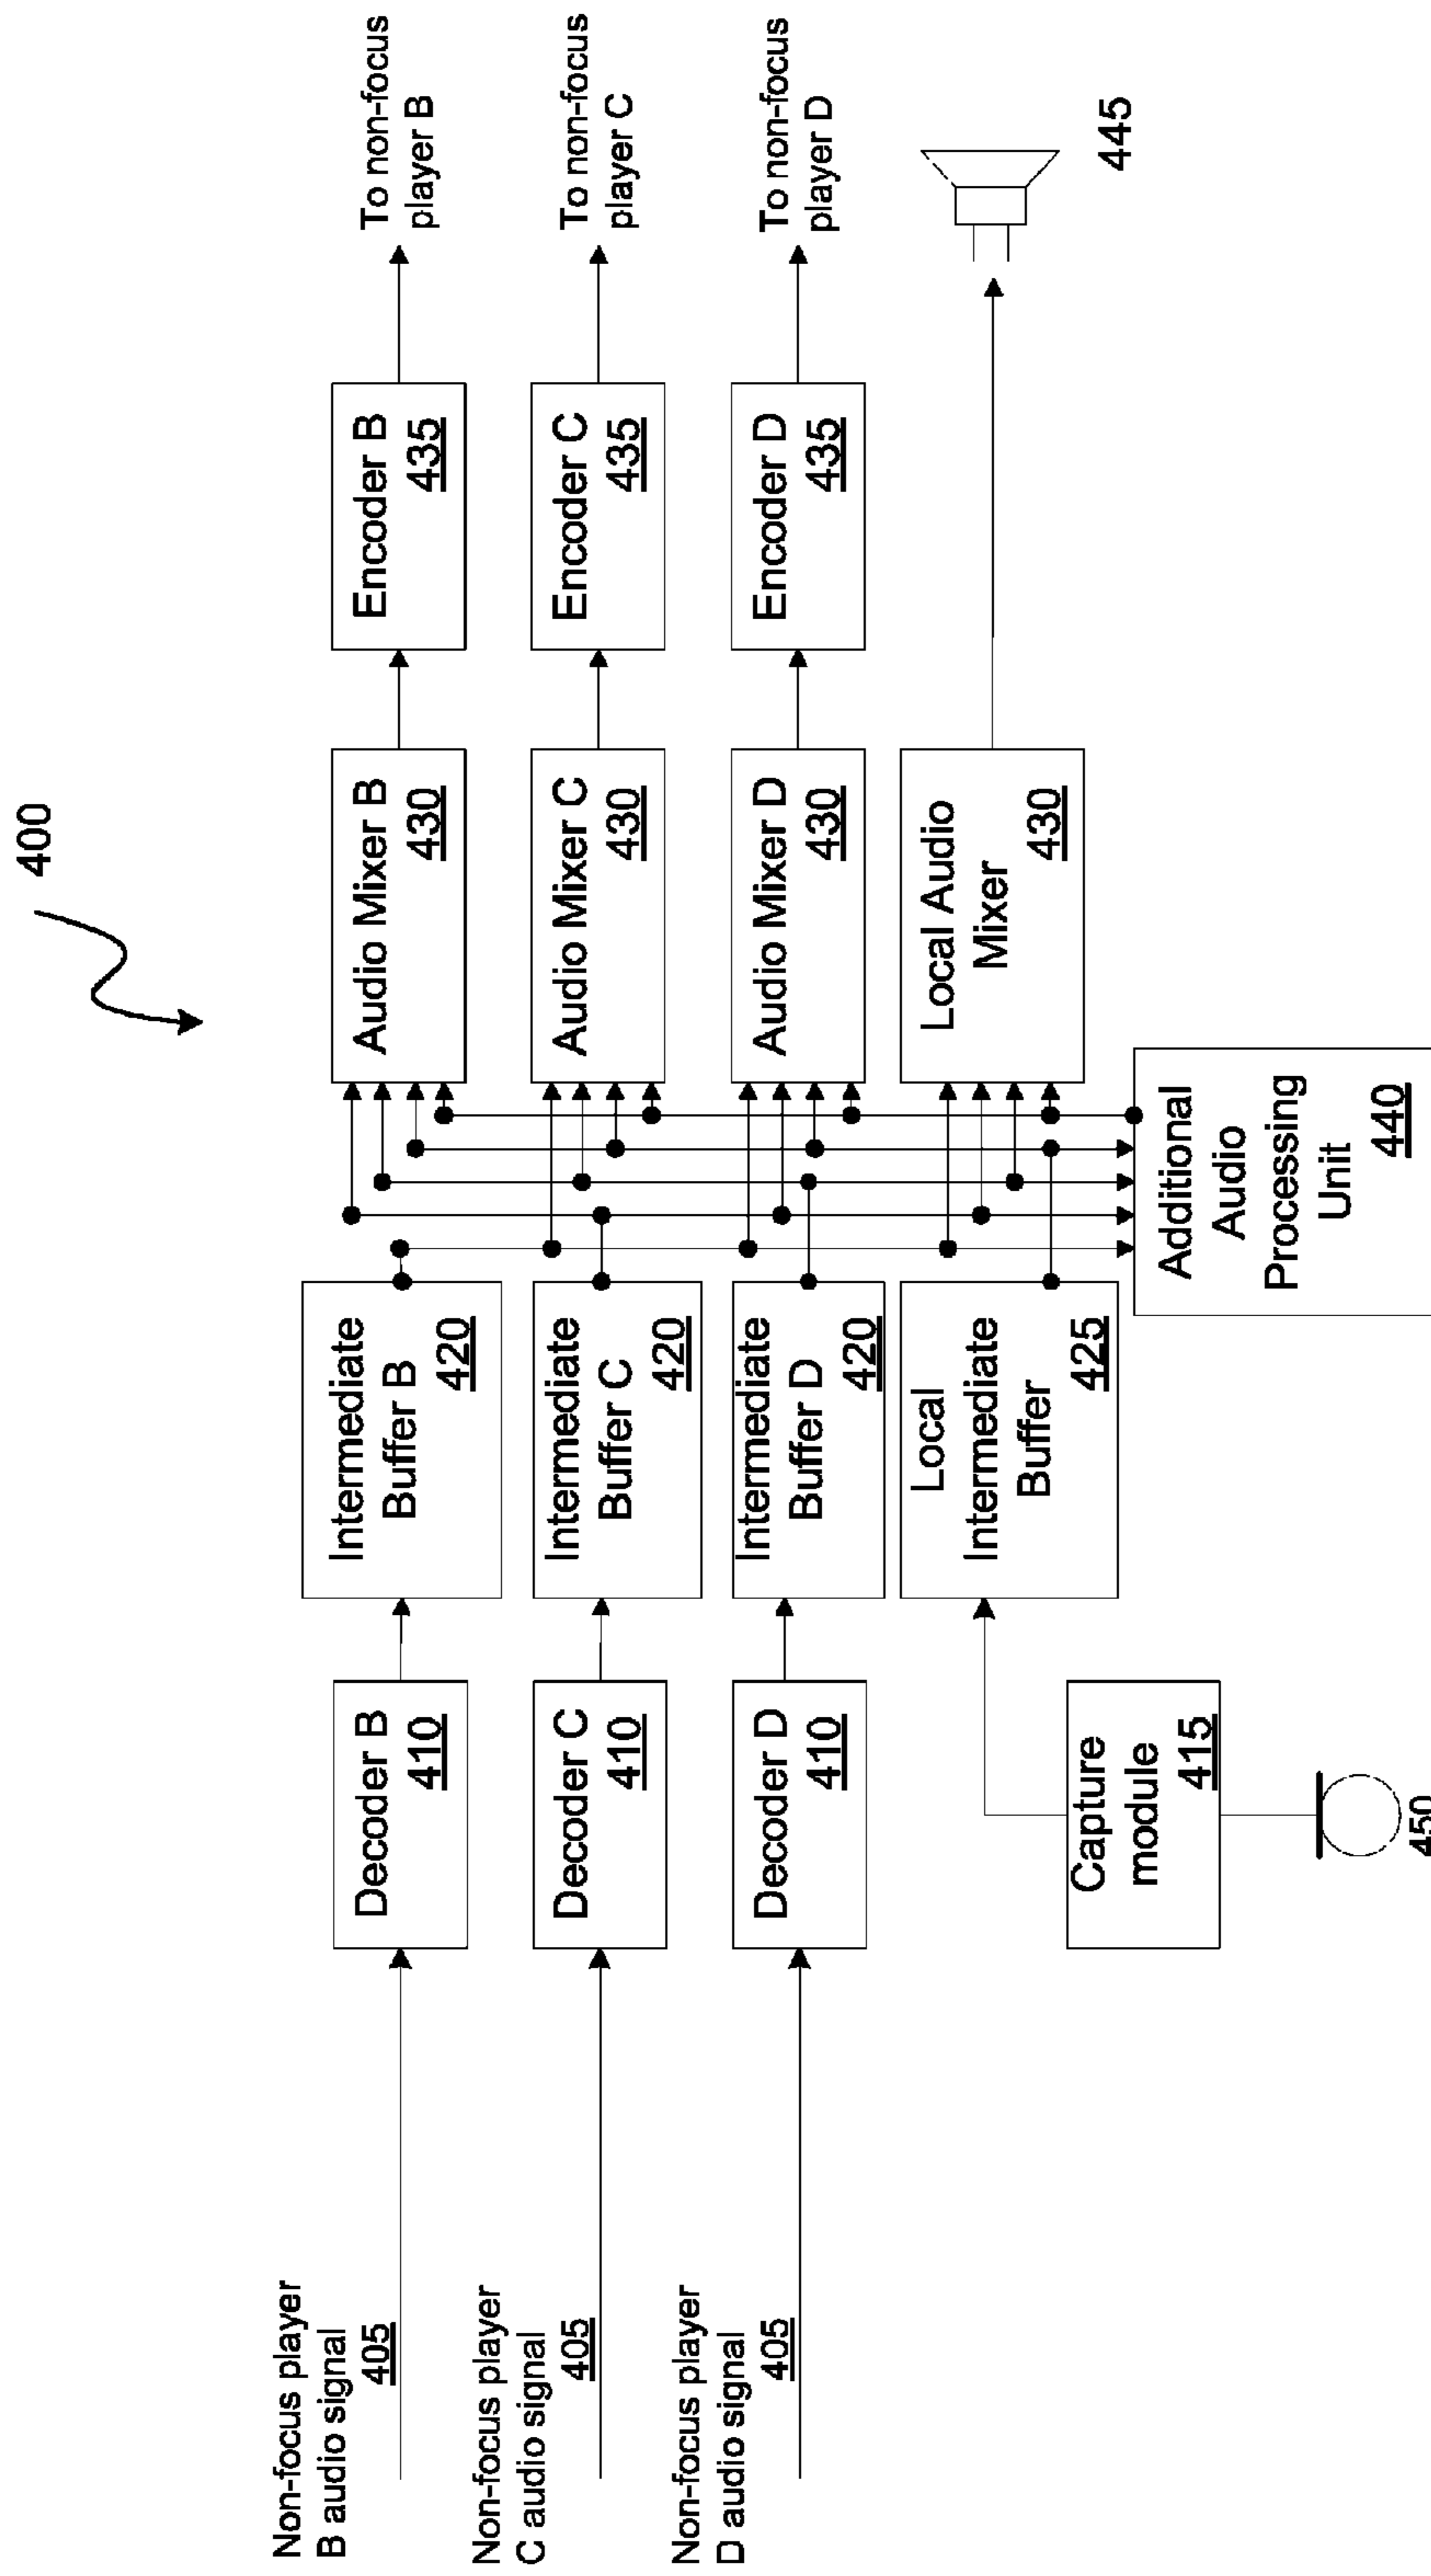 400
Non-focus player
B audio signal
405
Decoder B
410
Intermediate
Buffer B
420
Audio Mixer B
430
Encoder B
435
To non-focus
player B
Non-focus player
C audio signal
405
Decoder C
410
Intermediate
Buffer C
420
Audio Mixer C
430
Encoder C
435
To non-focus
player C
Non-focus player
D audio signal
405
Decoder D
410
Intermediate
Buffer D
420
Audio Mixer D
430
Encoder D
435
To non-focus
player D
Capture
module
415
450
Local
Intermediate
Buffer
425
Local Audio
Mixer
430
445
Additional
Audio
Processing
Unit
440